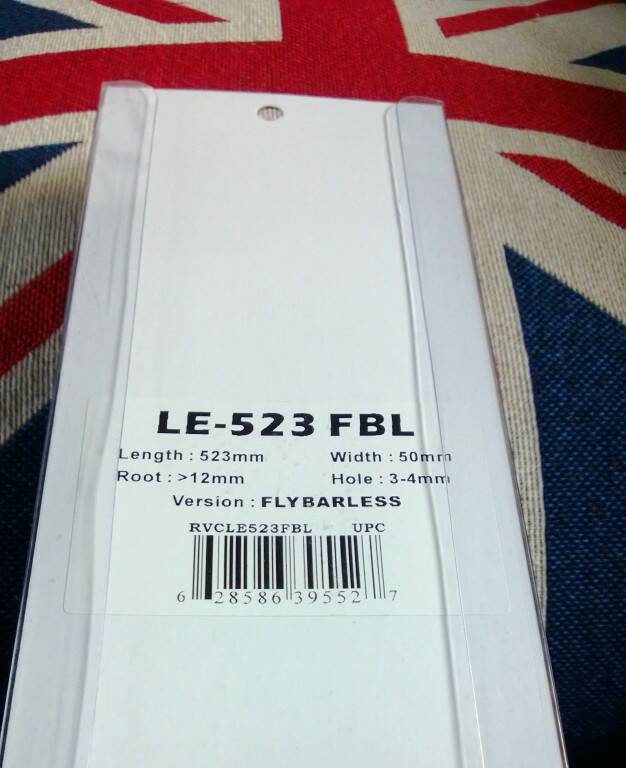 LE-523 FBL
Length : 523mm Width : 50mm
Root : >12mm Hole : 3-4mm
Version : FLYBARLESS
RVCLE523FBL UPC
6 28586 39552 7